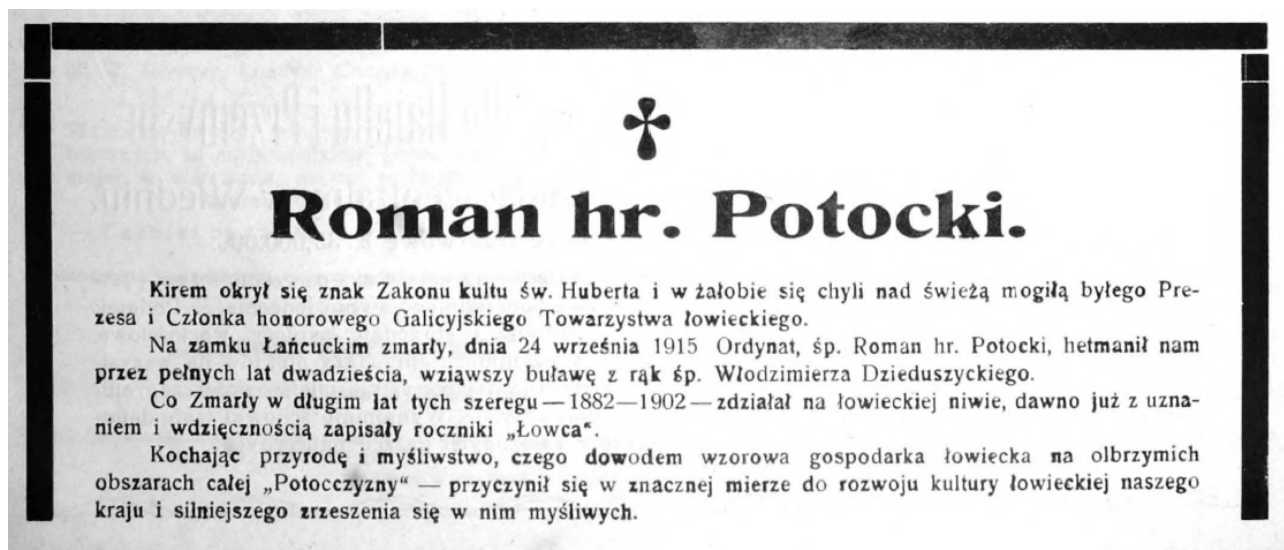 Roman hr. Potocki.
Kirem okrył się znak Zakonu kultu św. Huberta i w żałobie się chyli nad świeżą mogiłą byłego Pre-
zesa i Członka honorowego Galicyjskiego Towarzystwa łowieckiego.
Na zamku Łańcuckim zmarły, dnia 24 września 1915 Ordynat, śp. Roman hr. Potocki, hetmanił nam
przez pełnych lat dwadzieścia, wziąwszy buławę z rąk śp. Włodzimierza Dzieduszyckiego.
Co Zmarły w długim lat tych szeregu — 1882—1902 — zdziałał na łowieckiej niwie, dawno już z uzna-
niem i wdzięcznością zapisały roczniki „Łowca“.
Kochając przyrodę i myśliwstwo, czego dowodem wzorowa gospodarka łowiecka na olbrzymich
obszarach całej „Potocczyzny“ — przyczynił się w znacznej mierze do rozwoju kultury łowieckiej naszego
kraju i silniejszego zrzeszenia się w nim myśliwych.